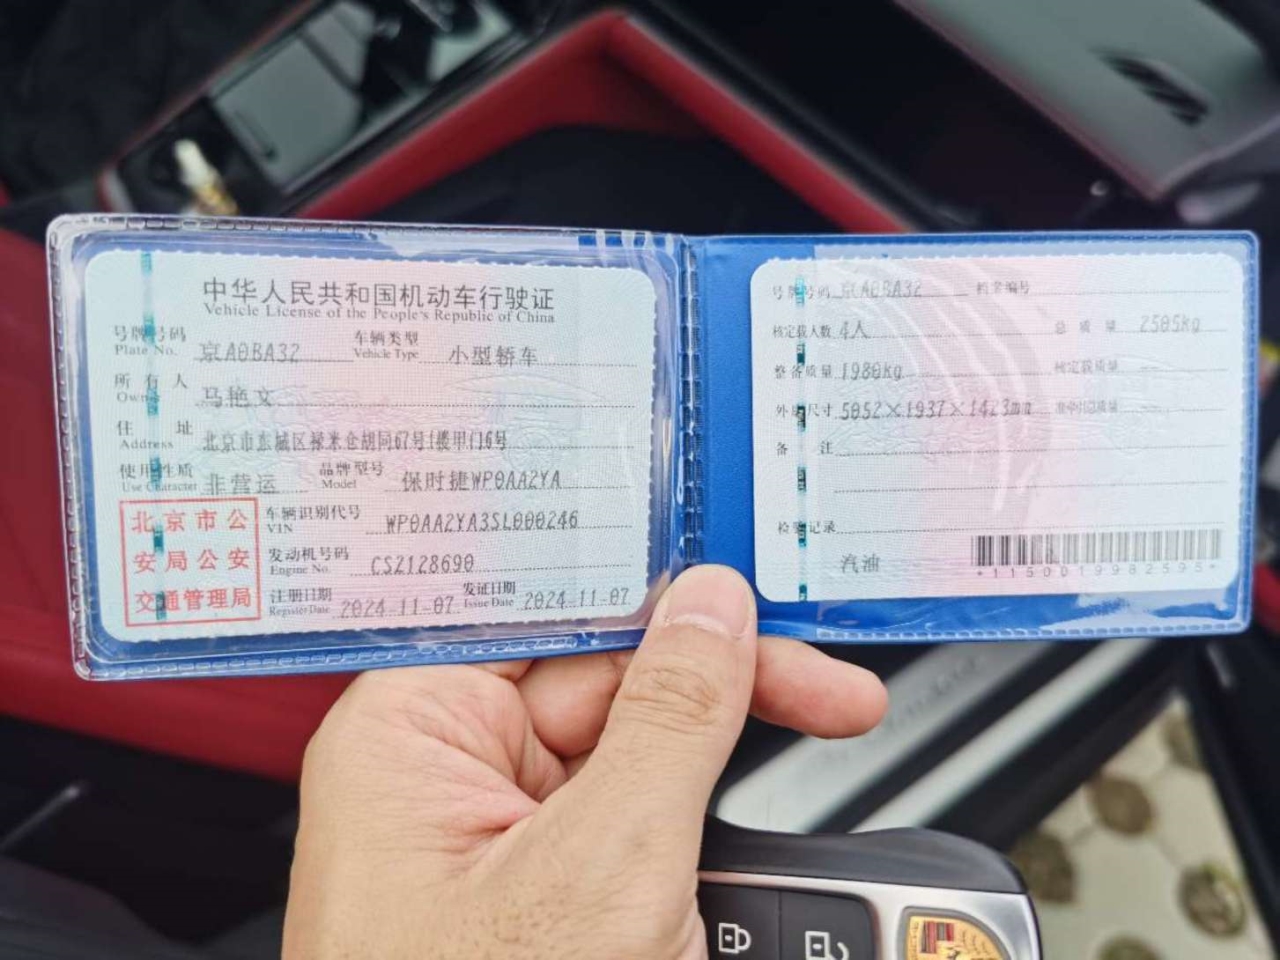 中华人民共和国机动车行驶证
Vehicle License of the People's Republic of China
号牌号码 京A0BA32 车辆类型 小型轿车
Plate No. Vehicle Type
所有人 马艳文
Owner
住址 北京市东城区禄米仓胡同67号1楼甲门6号
Address
使用性质 非营运 品牌型号 保时捷WP0AA2YA
Use Character Model
北京市公安局公安交通管理局
车辆识别代号 WP0AA2YA3SL000246
VIN
发动机号码 CS2128690
Engine No.
注册日期 2024-11-07 发证日期 2024-11-07
Register Date Issue Date
号牌号码 京A0BA32 档案编号
核定载人数 4人 总质量 2505kg
整备质量 1980kg 核定载质量 --
外廓尺寸 5052×1937×1423mm 准牵引总质量 --
备注
检验记录
汽油
*1150019982595*